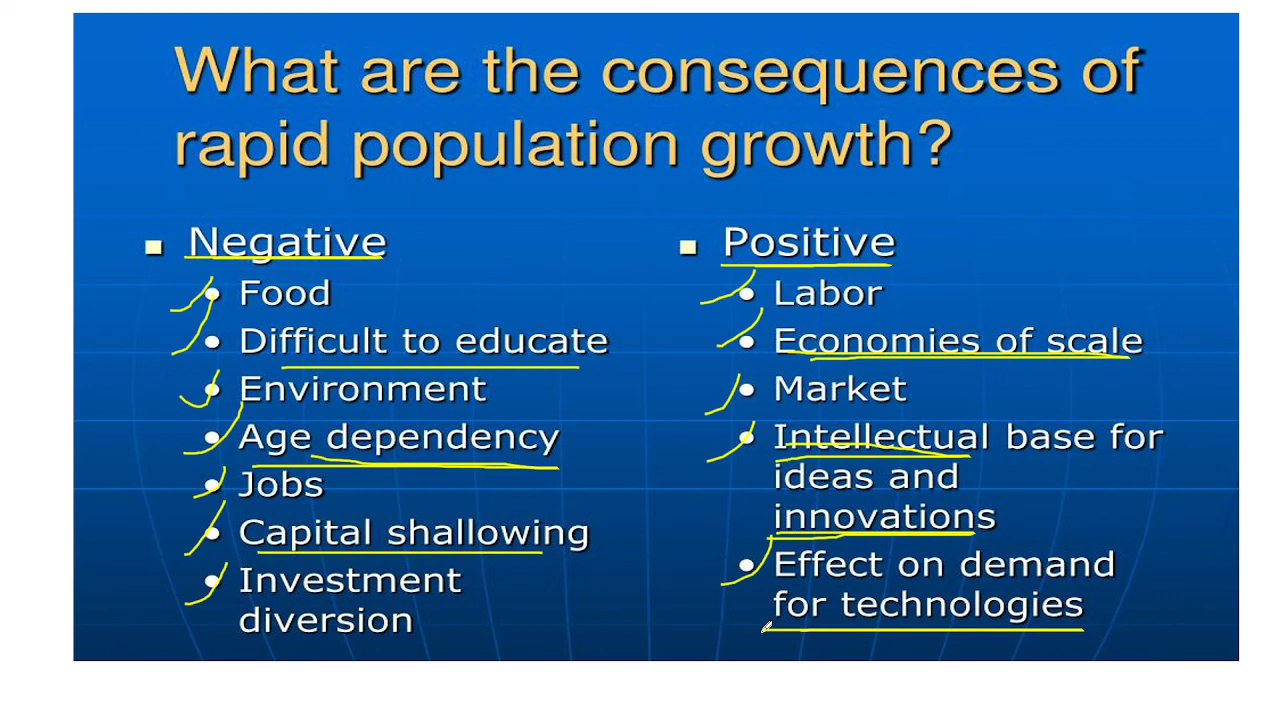 What are the consequences of
rapid population growth?
Negative
Food
Difficult to educate
Environment
Age dependency
Jobs
Capital shallowing
Investment
diversion
Positive
Labor
Economies of scale
Market
Intellectual base for
ideas and
innovations
Effect on demand
for technologies